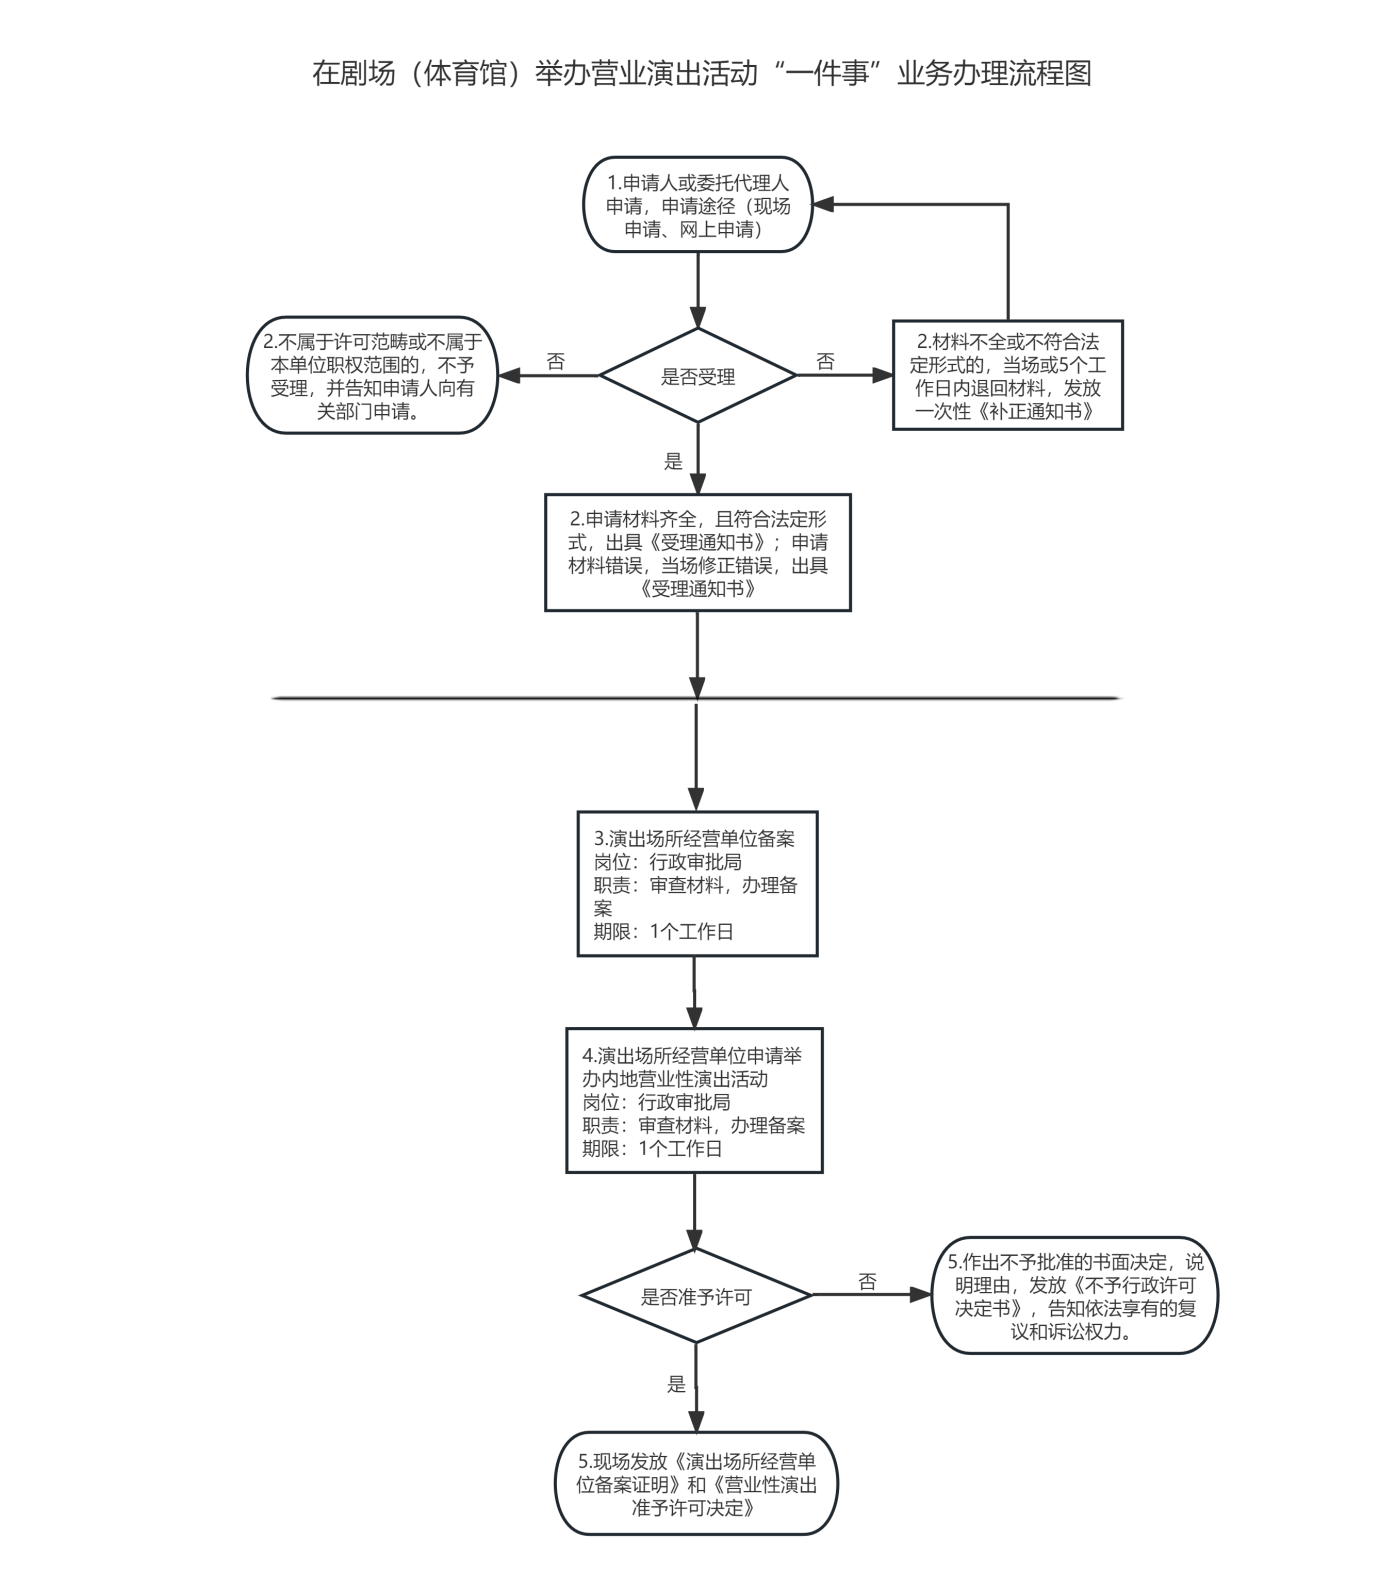 在剧场（体育馆）举办营业演出活动“一件事”业务办理流程图
1.申请人或委托代理人
申请，申请途径（现场
申请、网上申请）
2.不属于许可范畴或不属于
本单位职权范围的，不予
受理，并告知申请人向有
关部门申请。
否
是否受理
否
2.材料不全或不符合法
定形式的，当场或5个工
作日内退回材料，发放
一次性《补正通知书》
是
2.申请材料齐全，且符合法定形
式，出具《受理通知书》；申请
材料错误，当场修正错误，出具
《受理通知书》
3.演出场所经营单位备案
岗位：行政审批局
职责：审查材料，办理备
案
期限：1个工作日
4.演出场所经营单位申请举
办内地营业性演出活动
岗位：行政审批局
职责：审查材料，办理备案
期限：1个工作日
是否准予许可
否
5.作出不予批准的书面决定，说
明理由，发放《不予行政许可
决定书》，告知依法享有的复
议和诉讼权力。
是
5.现场发放《演出场所经营单
位备案证明》和《营业性演出
准予许可决定》